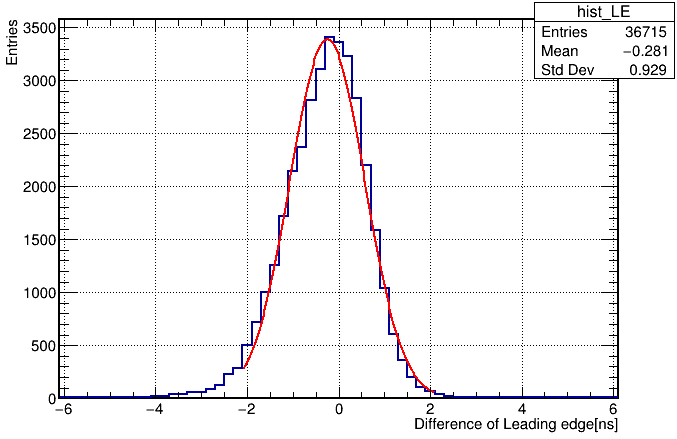 hist_LE
Entries 36715
Mean −0.281
Std Dev 0.929
Entries
3500
3000
2500
2000
1500
1000
500
0
−6 −4 −2 0 2 4 6
Difference of Leading edge[ns]